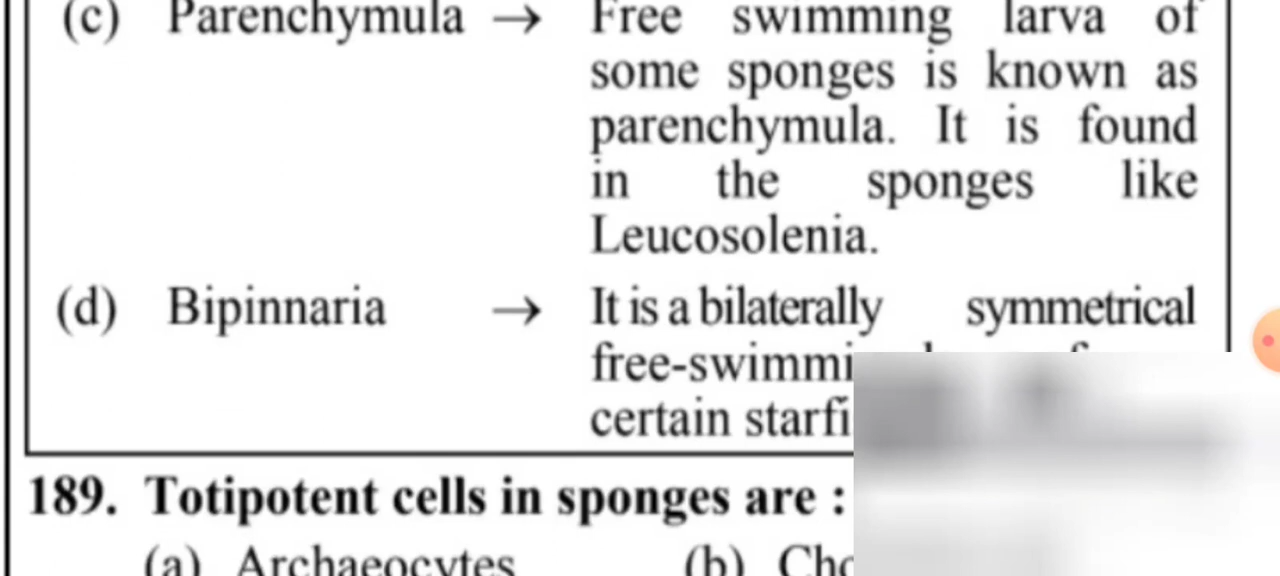 (c) Parenchymula → Free swimming larva of
some sponges is known as
parenchymula. It is found
in the sponges like
Leucosolenia.
(d) Bipinnaria → It is a bilaterally symmetrical
free-swimmi
certain starfi
189. Totipotent cells in sponges are :
(a) Archaeocytes (b) Cho